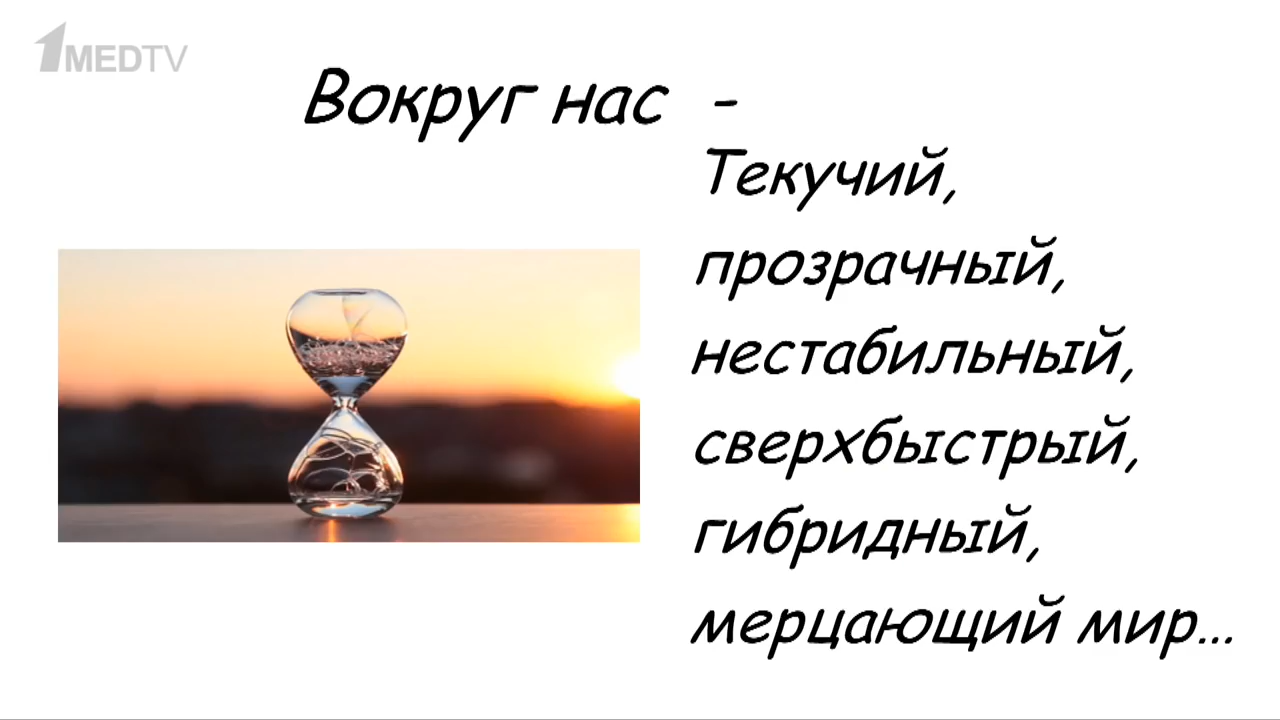 1MEDTV
Вокруг нас -
Текучий,
прозрачный,
нестабильный,
сверхбыстрый,
гибридный,
мерцающий мир...